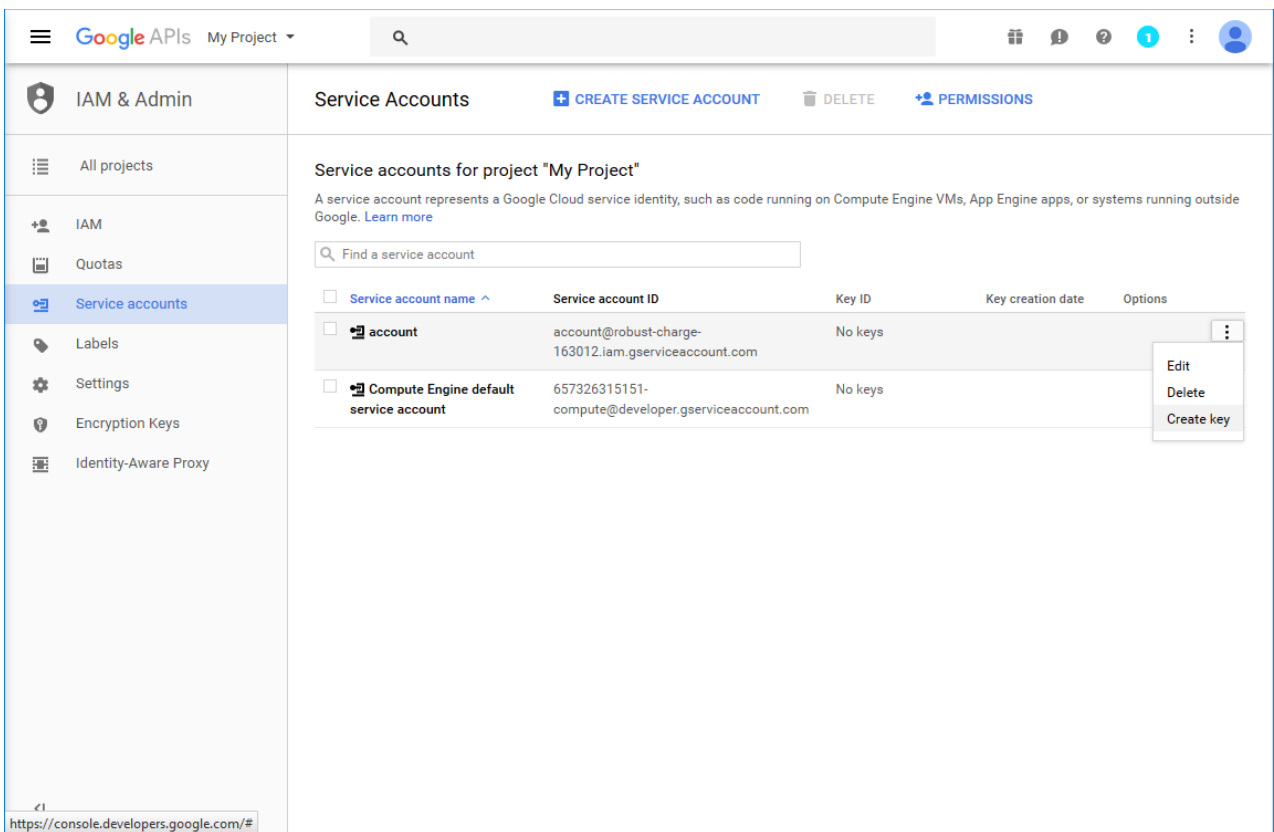 Google APIs My Project
1
IAM & Admin
Service Accounts
CREATE SERVICE ACCOUNT
DELETE
PERMISSIONS
All projects
IAM
Quotas
Service accounts
Labels
Settings
Encryption Keys
Identity-Aware Proxy
Service accounts for project "My Project"
A service account represents a Google Cloud service identity, such as code running on Compute Engine VMs, App Engine apps, or systems running outside
Google. Learn more
Find a service account
Service account name Service account ID Key ID Key creation date Options
account account@robust-charge- No keys
163012.iam.gserviceaccount.com
Compute Engine default 657326315151- No keys
service account compute@developer.gserviceaccount.com
Edit
Delete
Create key
https://console.developers.google.com/#